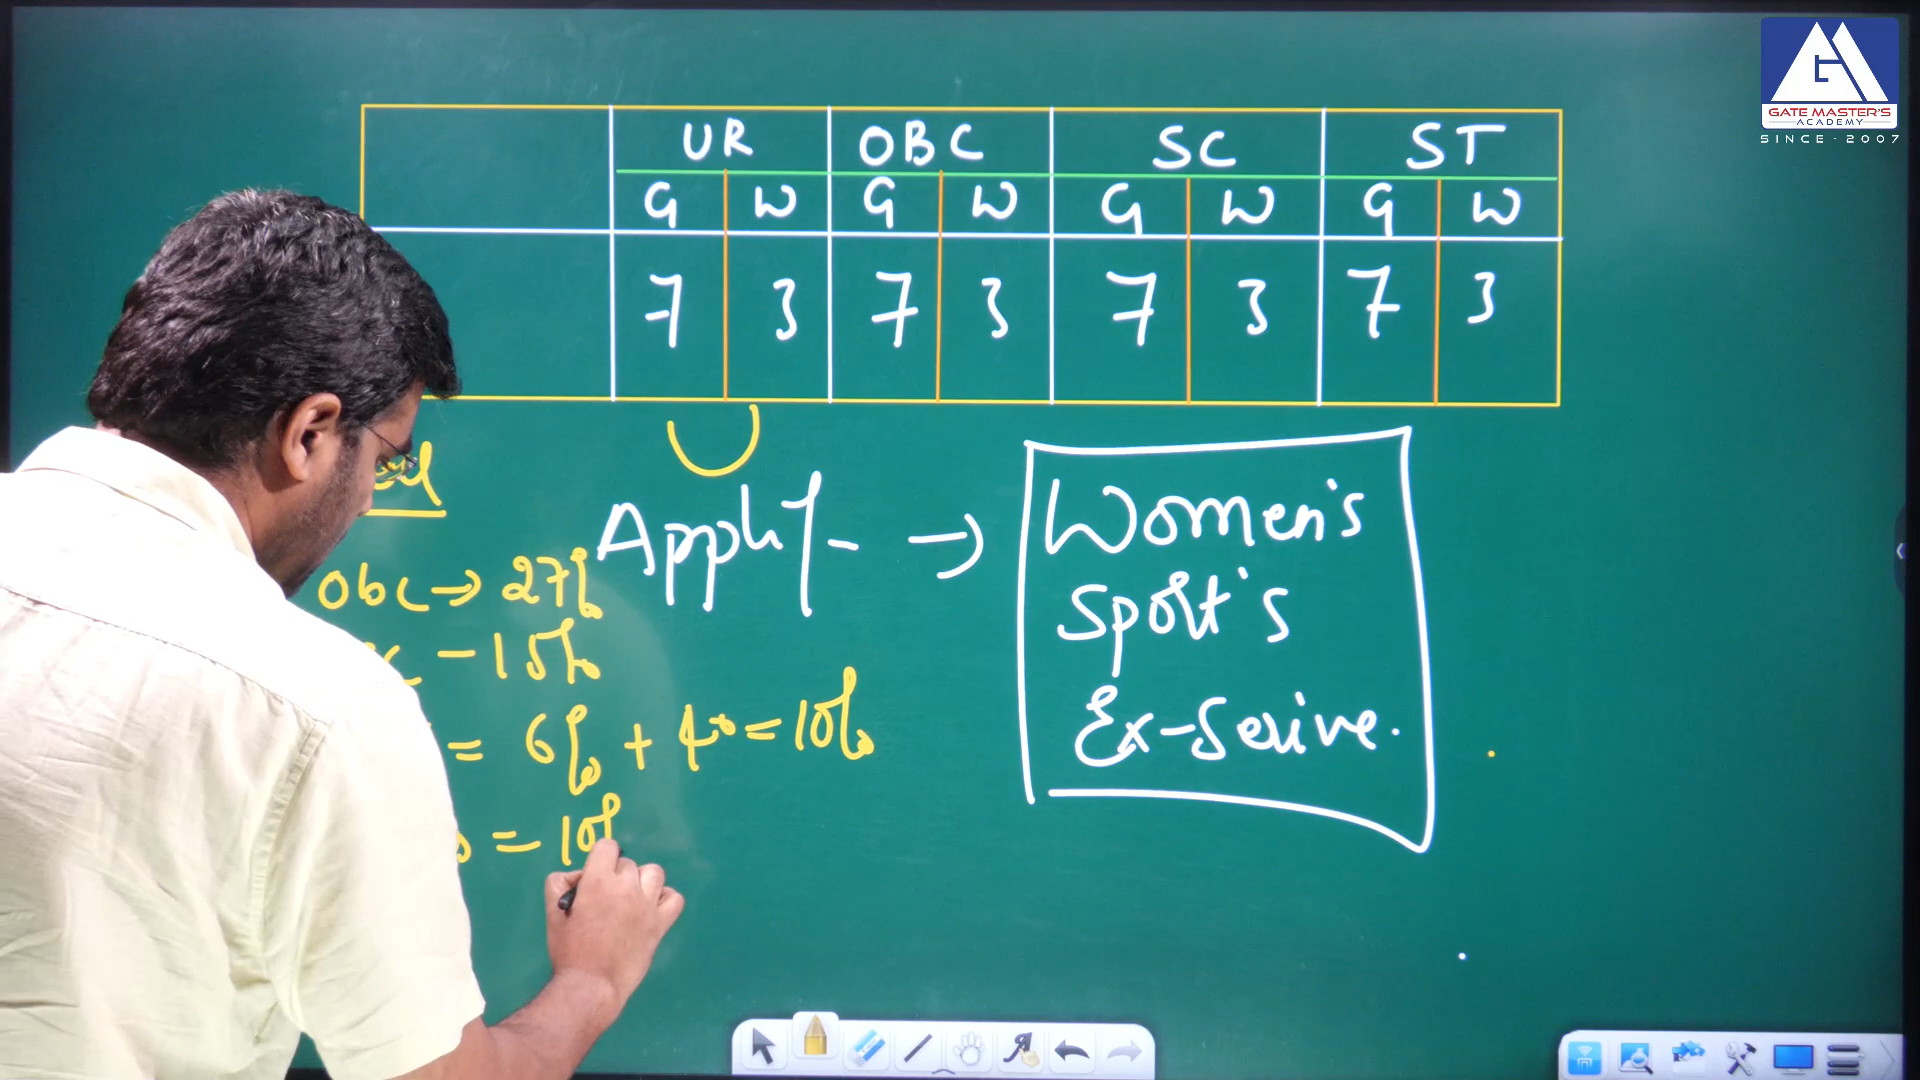 GATE MASTER'S
ACADEMY
SINCE-2007
UR OBC SC ST
G W G W G W G W
7 3 7 3 7 3 7 3
Apply - →
Women's
Sport's
Ex-Serive.
Obc → 27%
- 15%
= 6% + 4% = 10%
= 10%